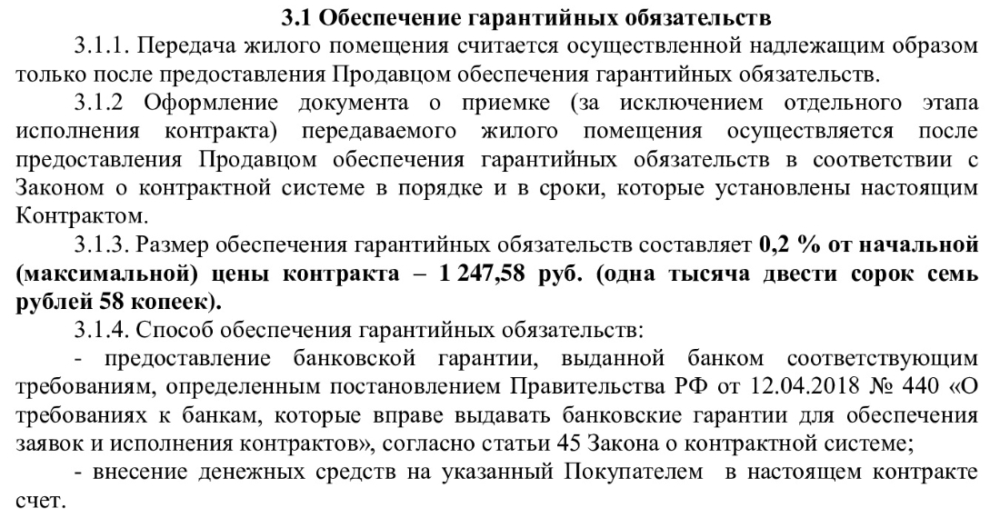 3.1 Обеспечение гарантийных обязательств
3.1.1. Передача жилого помещения считается осуществленной надлежащим образом
только после предоставления Продавцом обеспечения гарантийных обязательств.
3.1.2 Оформление документа о приемке (за исключением отдельного этапа
исполнения контракта) передаваемого жилого помещения осуществляется после
предоставления Продавцом обеспечения гарантийных обязательств в соответствии с
Законом о контрактной системе в порядке и в сроки, которые установлены настоящим
Контрактом.
3.1.3. Размер обеспечения гарантийных обязательств составляет 0,2 % от начальной
(максимальной) цены контракта – 1 247,58 руб. (одна тысяча двести сорок семь
рублей 58 копеек).
3.1.4. Способ обеспечения гарантийных обязательств:
- предоставление банковской гарантии, выданной банком соответствующим
требованиям, определенным постановлением Правительства РФ от 12.04.2018 № 440 «О
требованиях к банкам, которые вправе выдавать банковские гарантии для обеспечения
заявок и исполнения контрактов», согласно статьи 45 Закона о контрактной системе;
- внесение денежных средств на указанный Покупателем в настоящем контракте
счет.